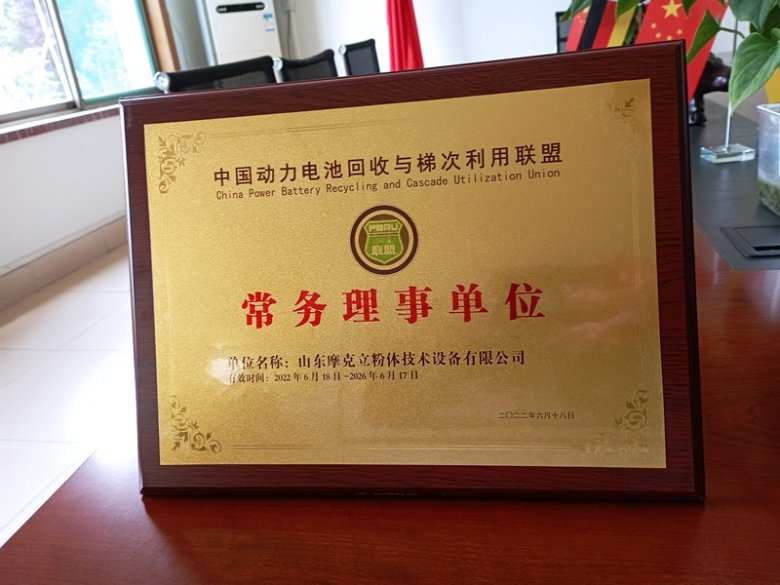 中国动力电池回收与梯次利用联盟
China Power Battery Recycling and Cascade Utilization Union
PBRU
联盟
常务理事单位
单位名称：山东摩克立粉体技术设备有限公司
有效时间：2022年6月18日-2026年6月17日
二〇二二年六月十八日